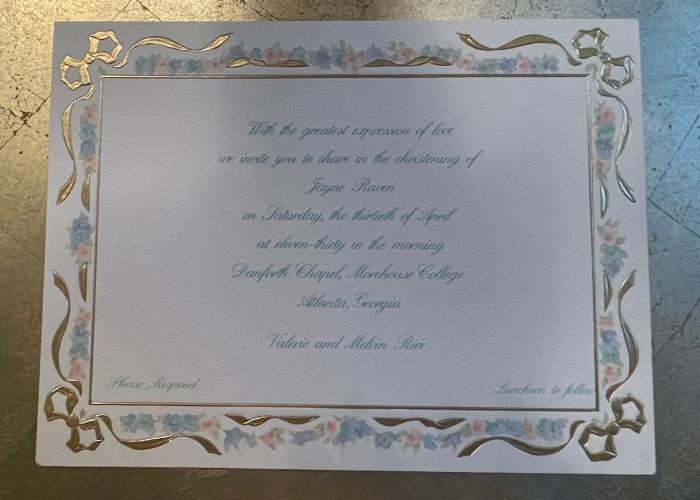 With the greatest expression of love
we invite you to share in the christening of
Jayne Raven
on Saturday, the thirtieth of April
at eleven-thirty in the morning
Danforth Chapel, Morehouse College
Atlanta, Georgia
Valerie and Melvin Rice
Please Respond
Luncheon to follow